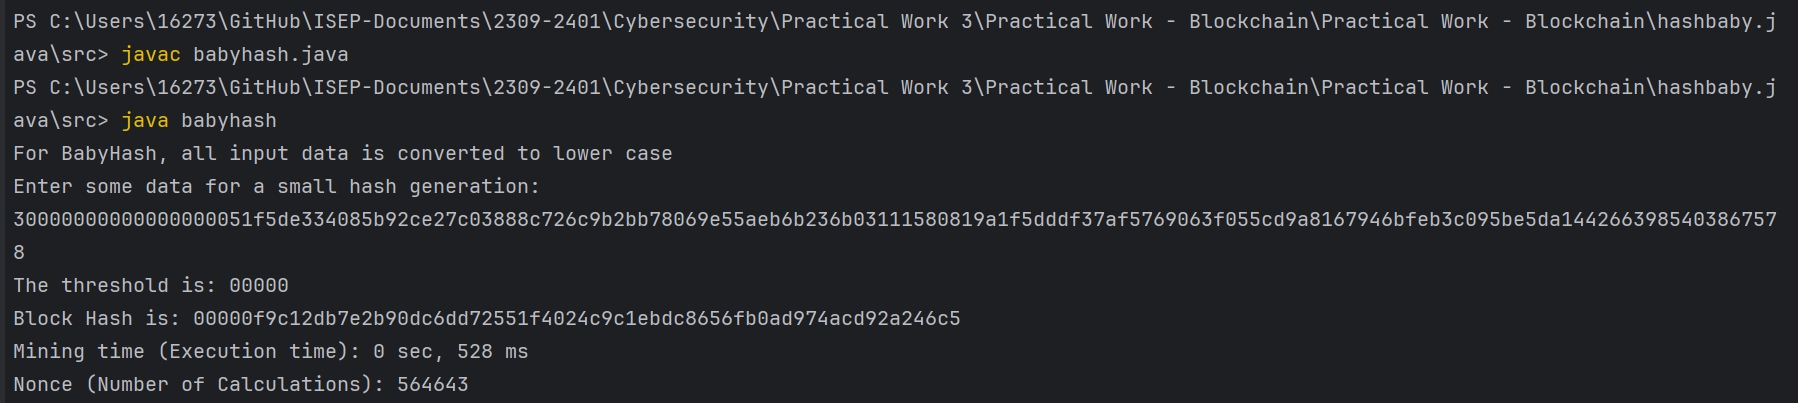 PS C:\Users\16273\GitHub\ISEP-Documents\2309-2401\Cybersecurity\Practical Work 3\Practical Work - Blockchain\Practical Work - Blockchain\hashbaby.j
ava\src> javac babyhash.java
PS C:\Users\16273\GitHub\ISEP-Documents\2309-2401\Cybersecurity\Practical Work 3\Practical Work - Blockchain\Practical Work - Blockchain\hashbaby.j
ava\src> java babyhash
For BabyHash, all input data is converted to lower case
Enter some data for a small hash generation:
30000000000000000051f5de334085b92ce27c03888c726c9b2bb78069e55aeb6b236b03111580819a1f5dddf37af5769063f055cd9a8167946bfeb3c095be5da144266398540386757
8
The threshold is: 00000
Block Hash is: 00000f9c12db7e2b90dc6dd72551f4024c9c1ebdc8656fb0ad974acd92a246c5
Mining time (Execution time): 0 sec, 528 ms
Nonce (Number of Calculations): 564643